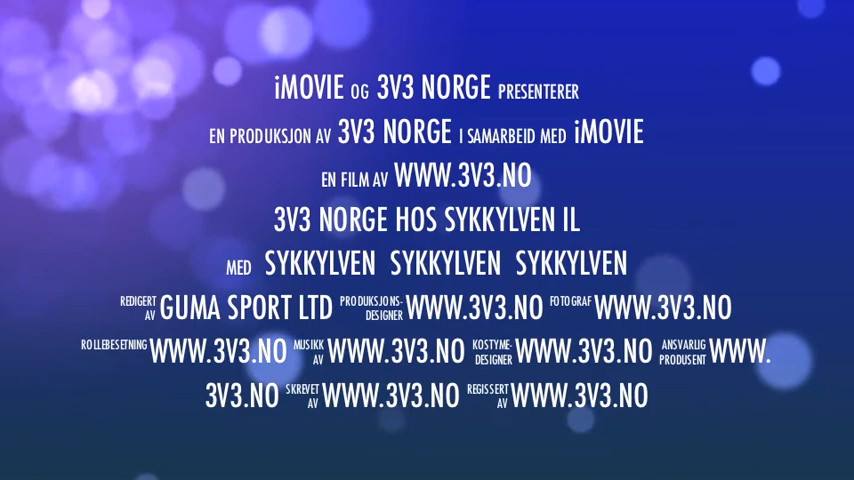 iMOVIE OG 3V3 NORGE PRESENTERER
EN PRODUKSJON AV 3V3 NORGE I SAMARBEID MED iMOVIE
EN FILM AV WWW.3V3.NO
3V3 NORGE HOS SYKKYLVEN IL
MED SYKKYLVEN SYKKYLVEN SYKKYLVEN
REDIGERT AV GUMA SPORT LTD PRODUKSJONS-DESIGNER WWW.3V3.NO FOTOGRAF WWW.3V3.NO
ROLLEBESETNING WWW.3V3.NO MUSIKK AV WWW.3V3.NO KOSTYME-DESIGNER WWW.3V3.NO ANSVARLIG PRODUSENT WWW.
3V3.NO SKREVET AV WWW.3V3.NO REGISSERT AV WWW.3V3.NO